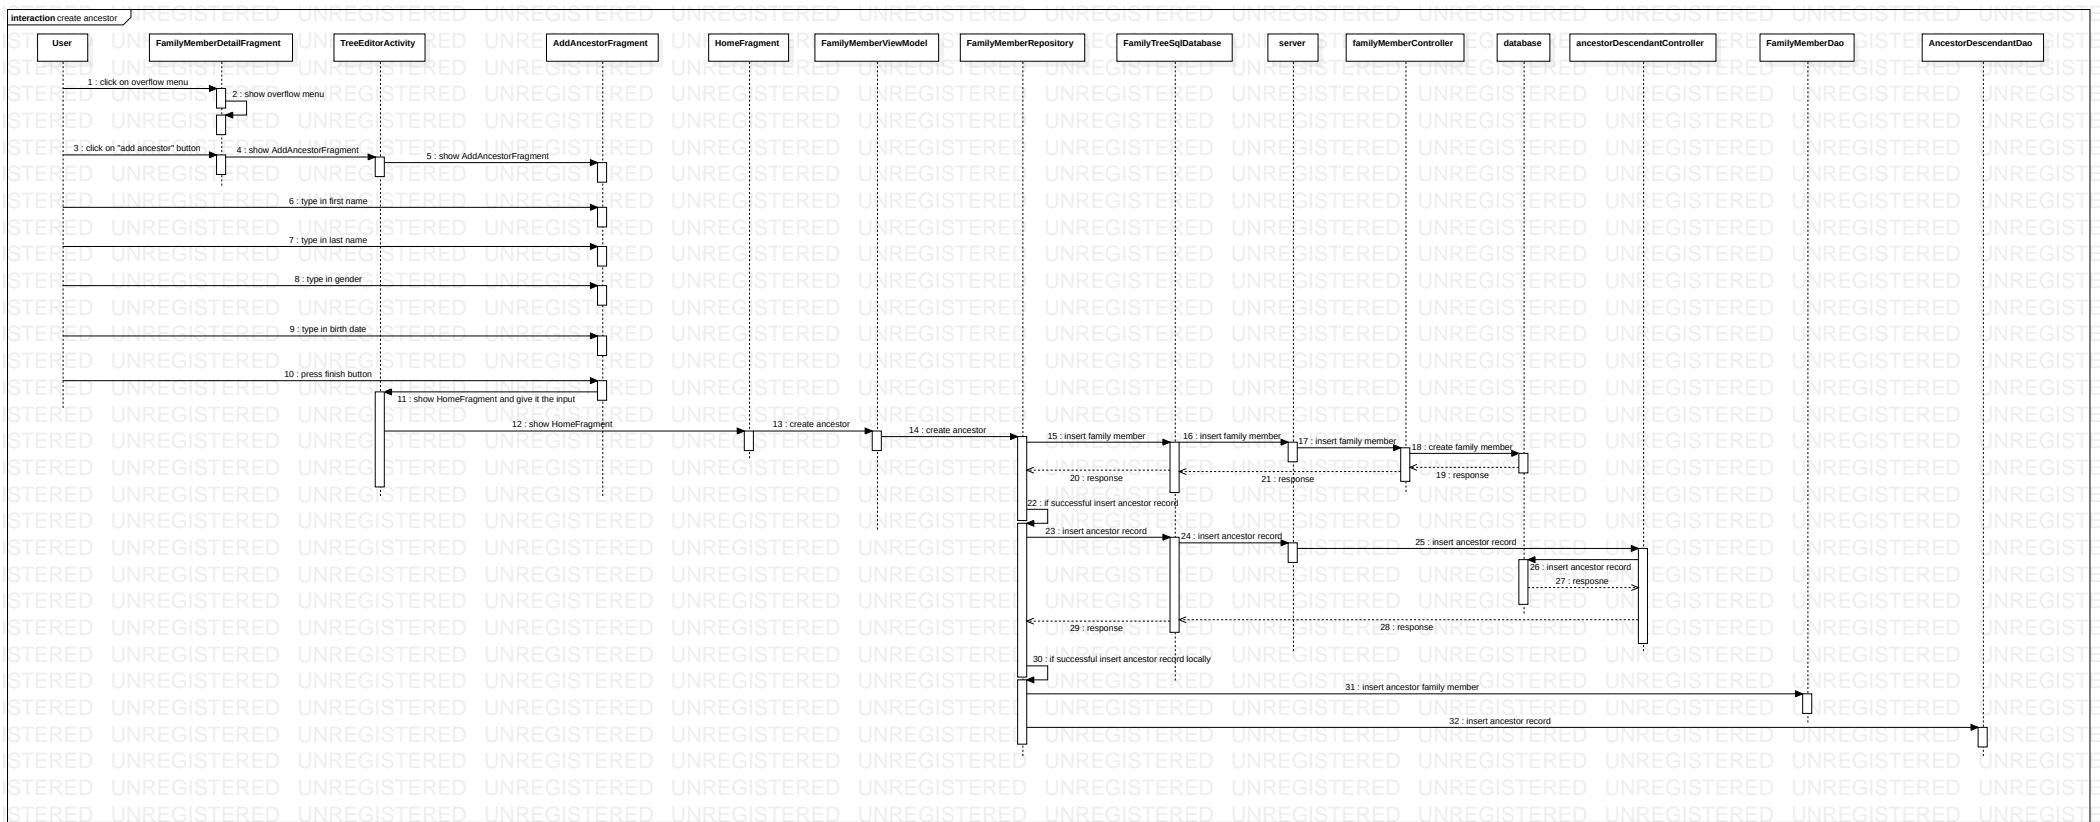 interaction create ancestor
User
FamilyMemberDetailFragment
TreeEditorActivity
AddAncestorFragment
HomeFragment
FamilyMemberViewModel
FamilyMemberRepository
FamilyTreeSqlDatabase
server
familyMemberController
database
ancestorDescendantController
FamilyMemberDao
AncestorDescendantDao
1 : click on overflow menu
2 : show overflow menu
3 : click on "add ancestor" button
4 : show AddAncestorFragment
5 : show AddAncestorFragment
6 : type in first name
7 : type in last name
8 : type in gender
9 : type in birth date
10 : press finish button
11 : show HomeFragment and give it the input
12 : show HomeFragment
13 : create ancestor
14 : create ancestor
15 : insert family member
16 : insert family member
17 : insert family member
18 : create family member
19 : response
20 : response
21 : response
22 : if successful insert ancestor record
23 : insert ancestor record
24 : insert ancestor record
25 : insert ancestor record
26 : insert ancestor record
27 : resposne
28 : response
29 : response
30 : if successful insert ancestor record locally
31 : insert ancestor family member
32 : insert ancestor record
UNREGISTERED